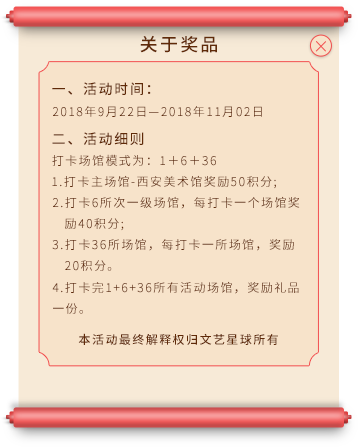 关于奖品
一、活动时间：
2018年9月22日—2018年11月02日
二、活动细则
打卡场馆模式为：1＋6＋36
1.打卡主场馆-西安美术馆奖励50积分；
2.打卡6所次一级场馆，每打卡一个场馆奖
励40积分；
3.打卡36所场馆，每打卡一所场馆，奖励
20积分。
4.打卡完1+6+36所有活动场馆，奖励礼品
一份。
本活动最终解释权归文艺星球所有